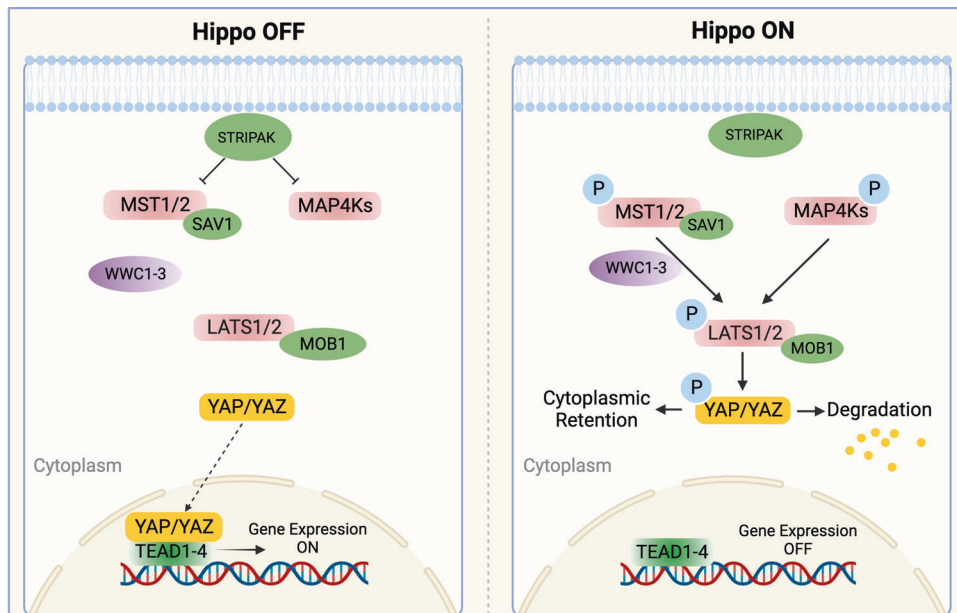 Hippo OFF
STRIPAK
MST1/2
SAV1
MAP4Ks
WWC1-3
LATS1/2
MOB1
YAP/YAZ
Cytoplasm
YAP/YAZ
TEAD1-4
Gene Expression
ON
Hippo ON
STRIPAK
P
MST1/2
SAV1
P
MAP4Ks
WWC1-3
P
LATS1/2
MOB1
P
YAP/YAZ
Cytoplasmic
Retention
Degradation
Cytoplasm
TEAD1-4
Gene Expression
OFF